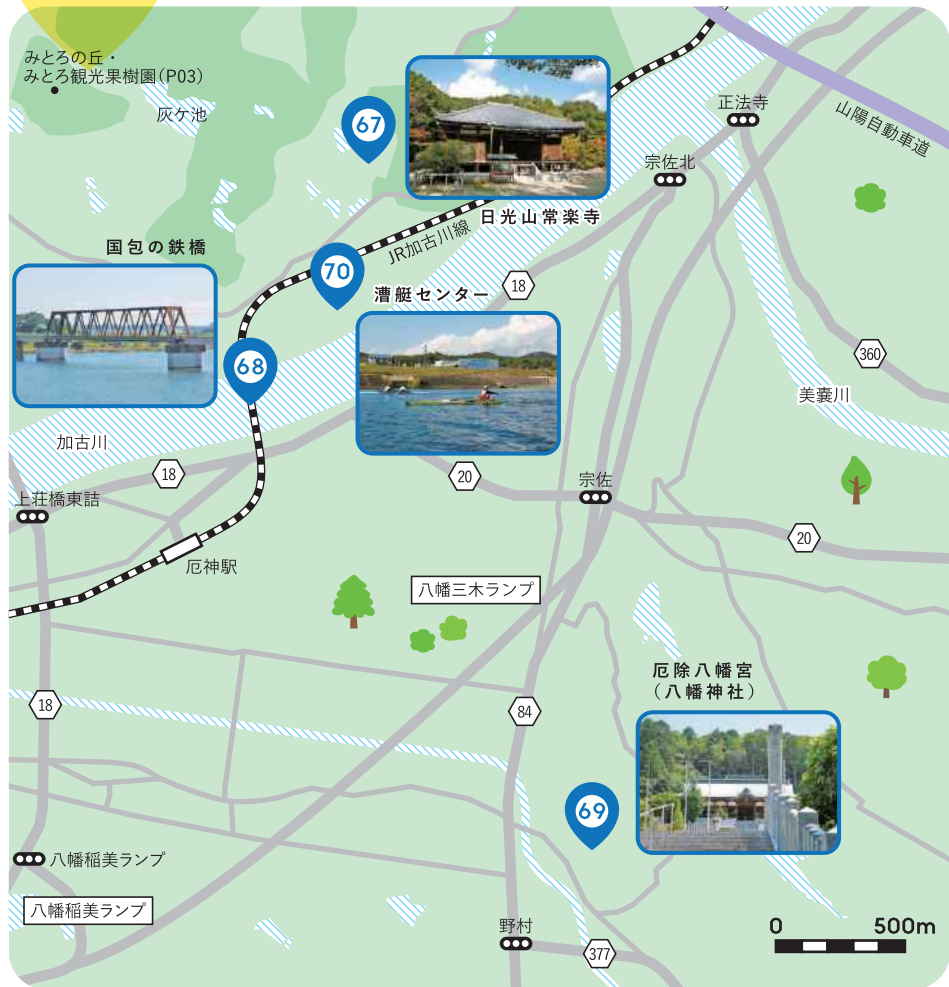 みとろの丘・
みとろ観光果樹園(P03)
灰ケ池
67
正法寺
山陽自動車道
宗佐北
日光山常楽寺
JR加古川線
国包の鉄橋
70
漕艇センター
18
68
360
美嚢川
加古川
18
20
宗佐
上荘橋東詰
20
厄神駅
八幡三木ランプ
厄除八幡宮
(八幡神社)
18
84
69
八幡稲美ランプ
八幡稲美ランプ
野村
377
0 500m